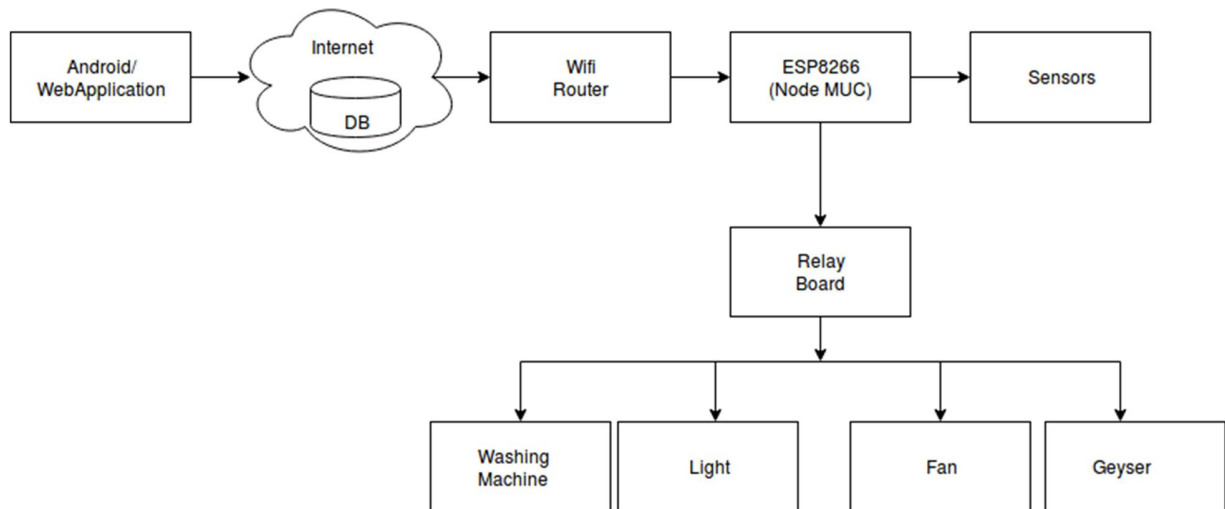 Android/
WebApplication
Internet
DB
Wifi
Router
ESP8266
(Node MUC)
Sensors
Relay
Board
Washing
Machine
Light
Fan
Geyser